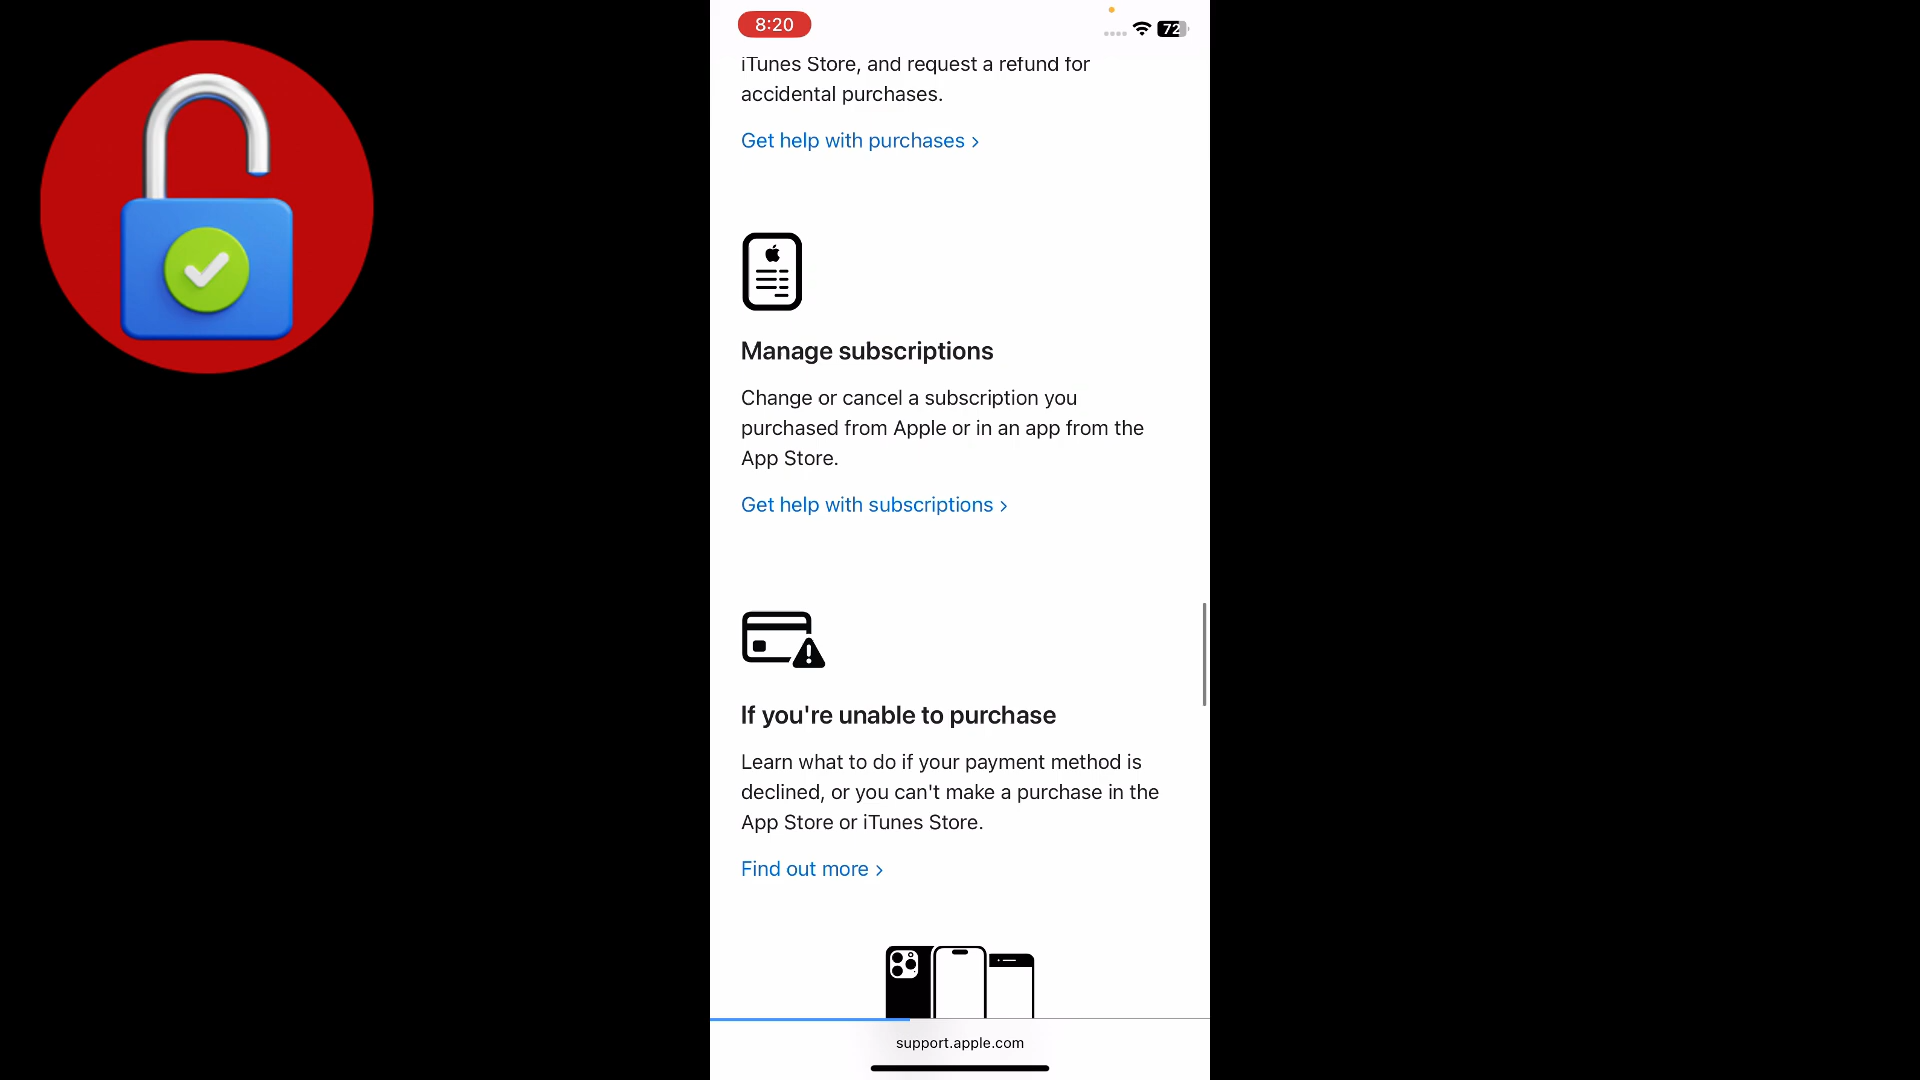 8:20
72
iTunes Store, and request a refund for
accidental purchases.
Get help with purchases >
Manage subscriptions
Change or cancel a subscription you
purchased from Apple or in an app from the
App Store.
Get help with subscriptions >
If you're unable to purchase
Learn what to do if your payment method is
declined, or you can't make a purchase in the
App Store or iTunes Store.
Find out more >
support.apple.com